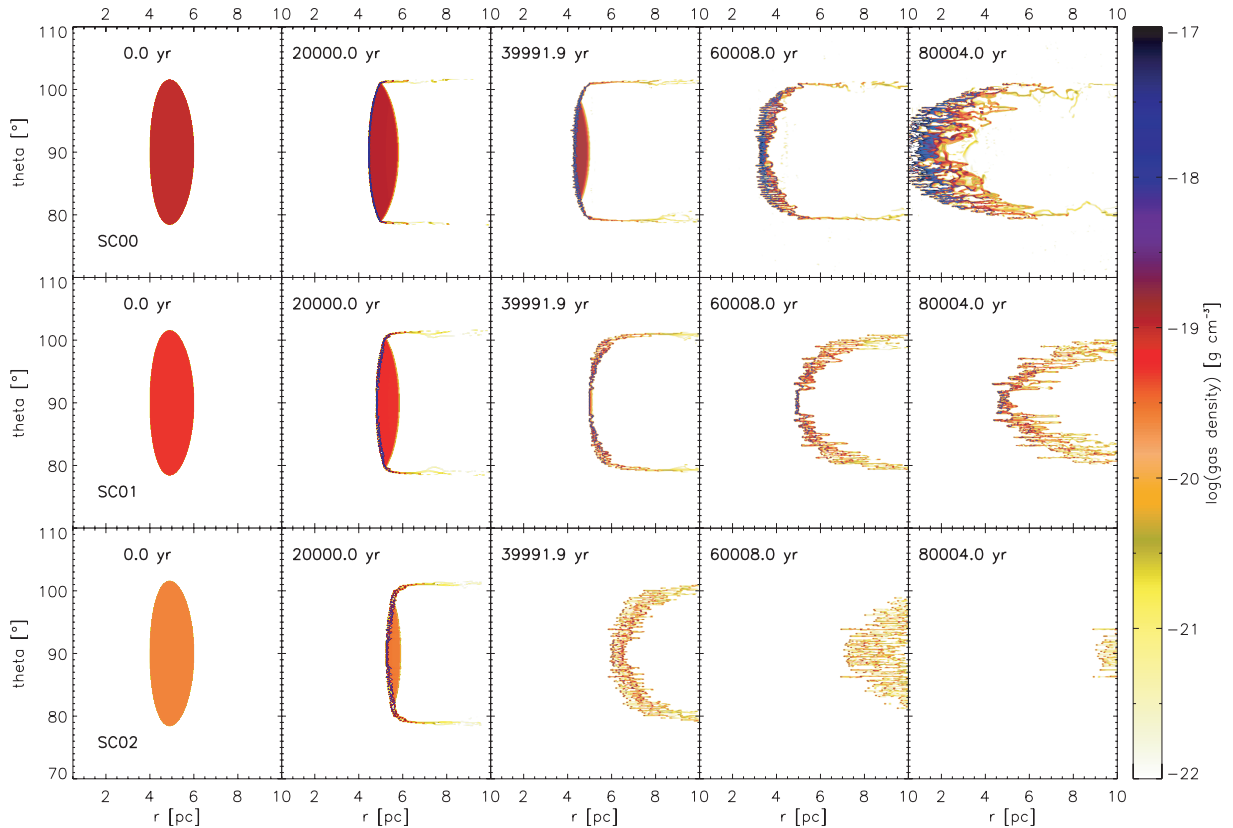 2 4 6 8 10 2 4 6 8 10 2 4 6 8 10 2 4 6 8 10 2 4 6 8 10
110 0.0 yr 20000.0 yr 39991.9 yr 60008.0 yr 80004.0 yr −17
100
theta [°] 90
80
SC00
−18
110 0.0 yr 20000.0 yr 39991.9 yr 60008.0 yr 80004.0 yr
100
theta [°] 90
80
SC01
−19
log(gas density) [g cm⁻³]
−20
110 0.0 yr 20000.0 yr 39991.9 yr 60008.0 yr 80004.0 yr
100
theta [°] 90
80
SC02
70
−21
−22
2 4 6 8 10 2 4 6 8 10 2 4 6 8 10 2 4 6 8 10 2 4 6 8 10
r [pc] r [pc] r [pc] r [pc] r [pc]